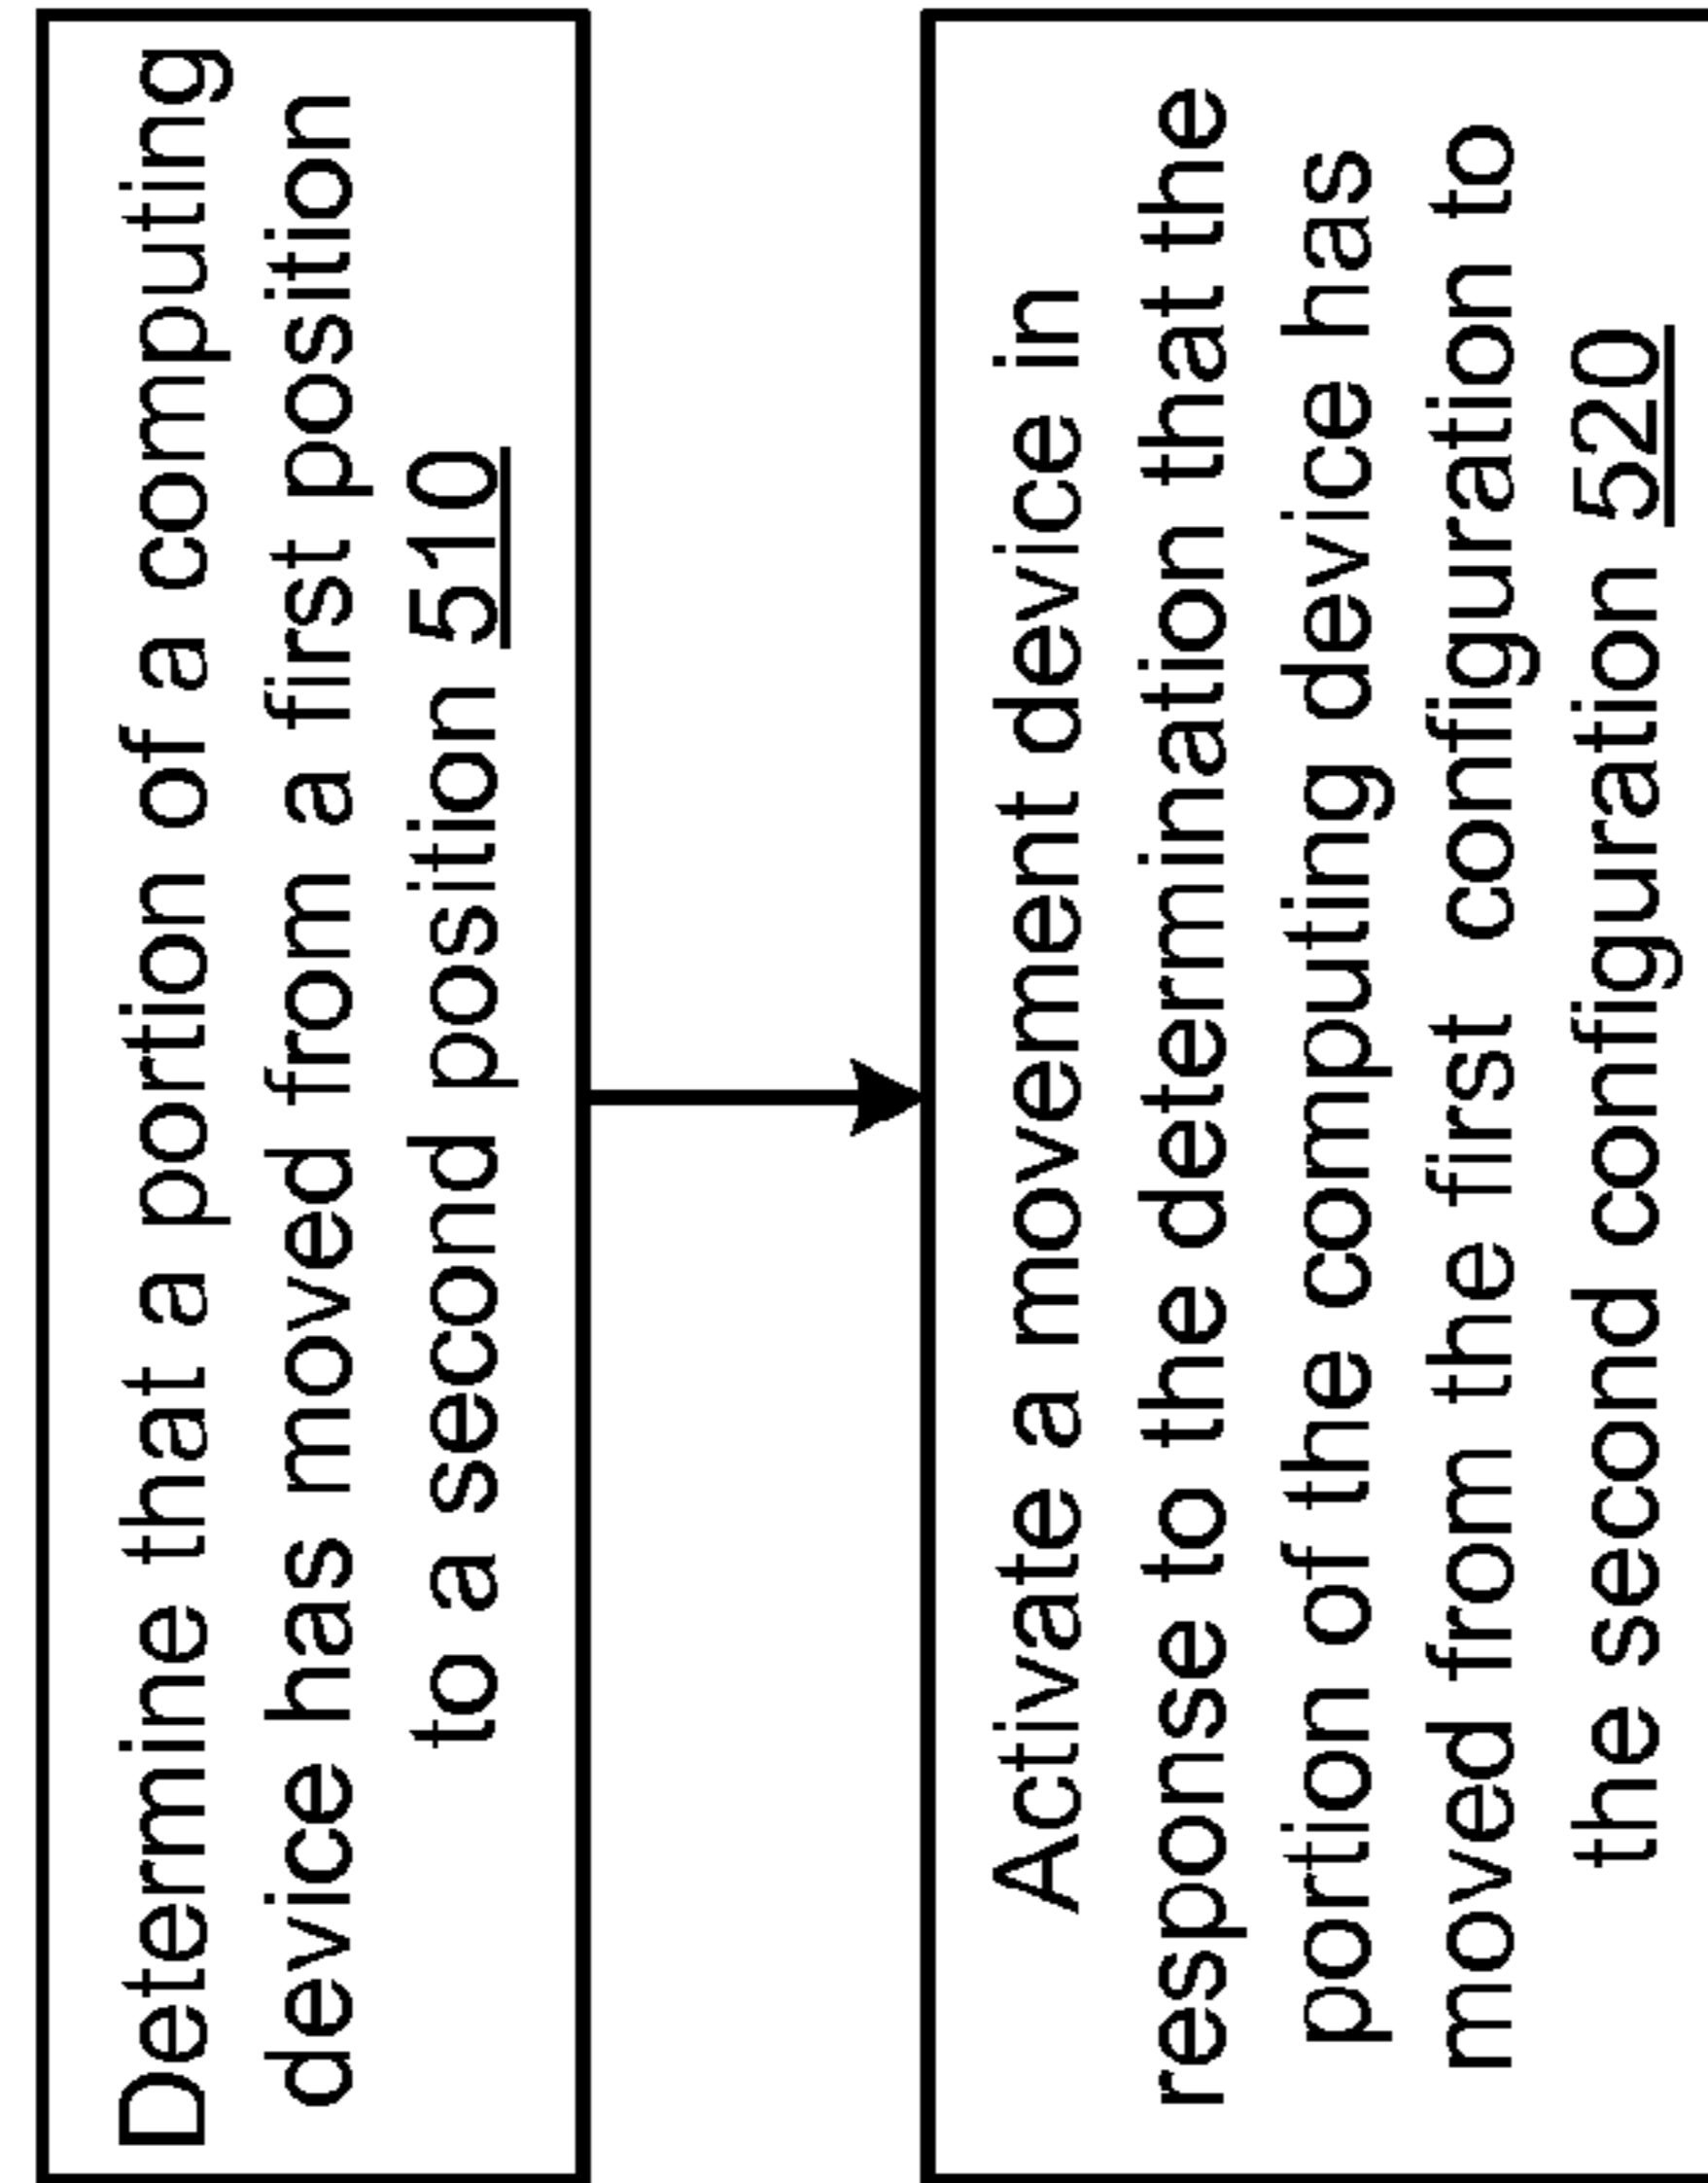 Determine that a portion of a computing
device has moved from a first position
to a second position 510
Activate a movement device in
response to the determination that the
portion of the computing device has
moved from the first configuration to
the second configuration 520